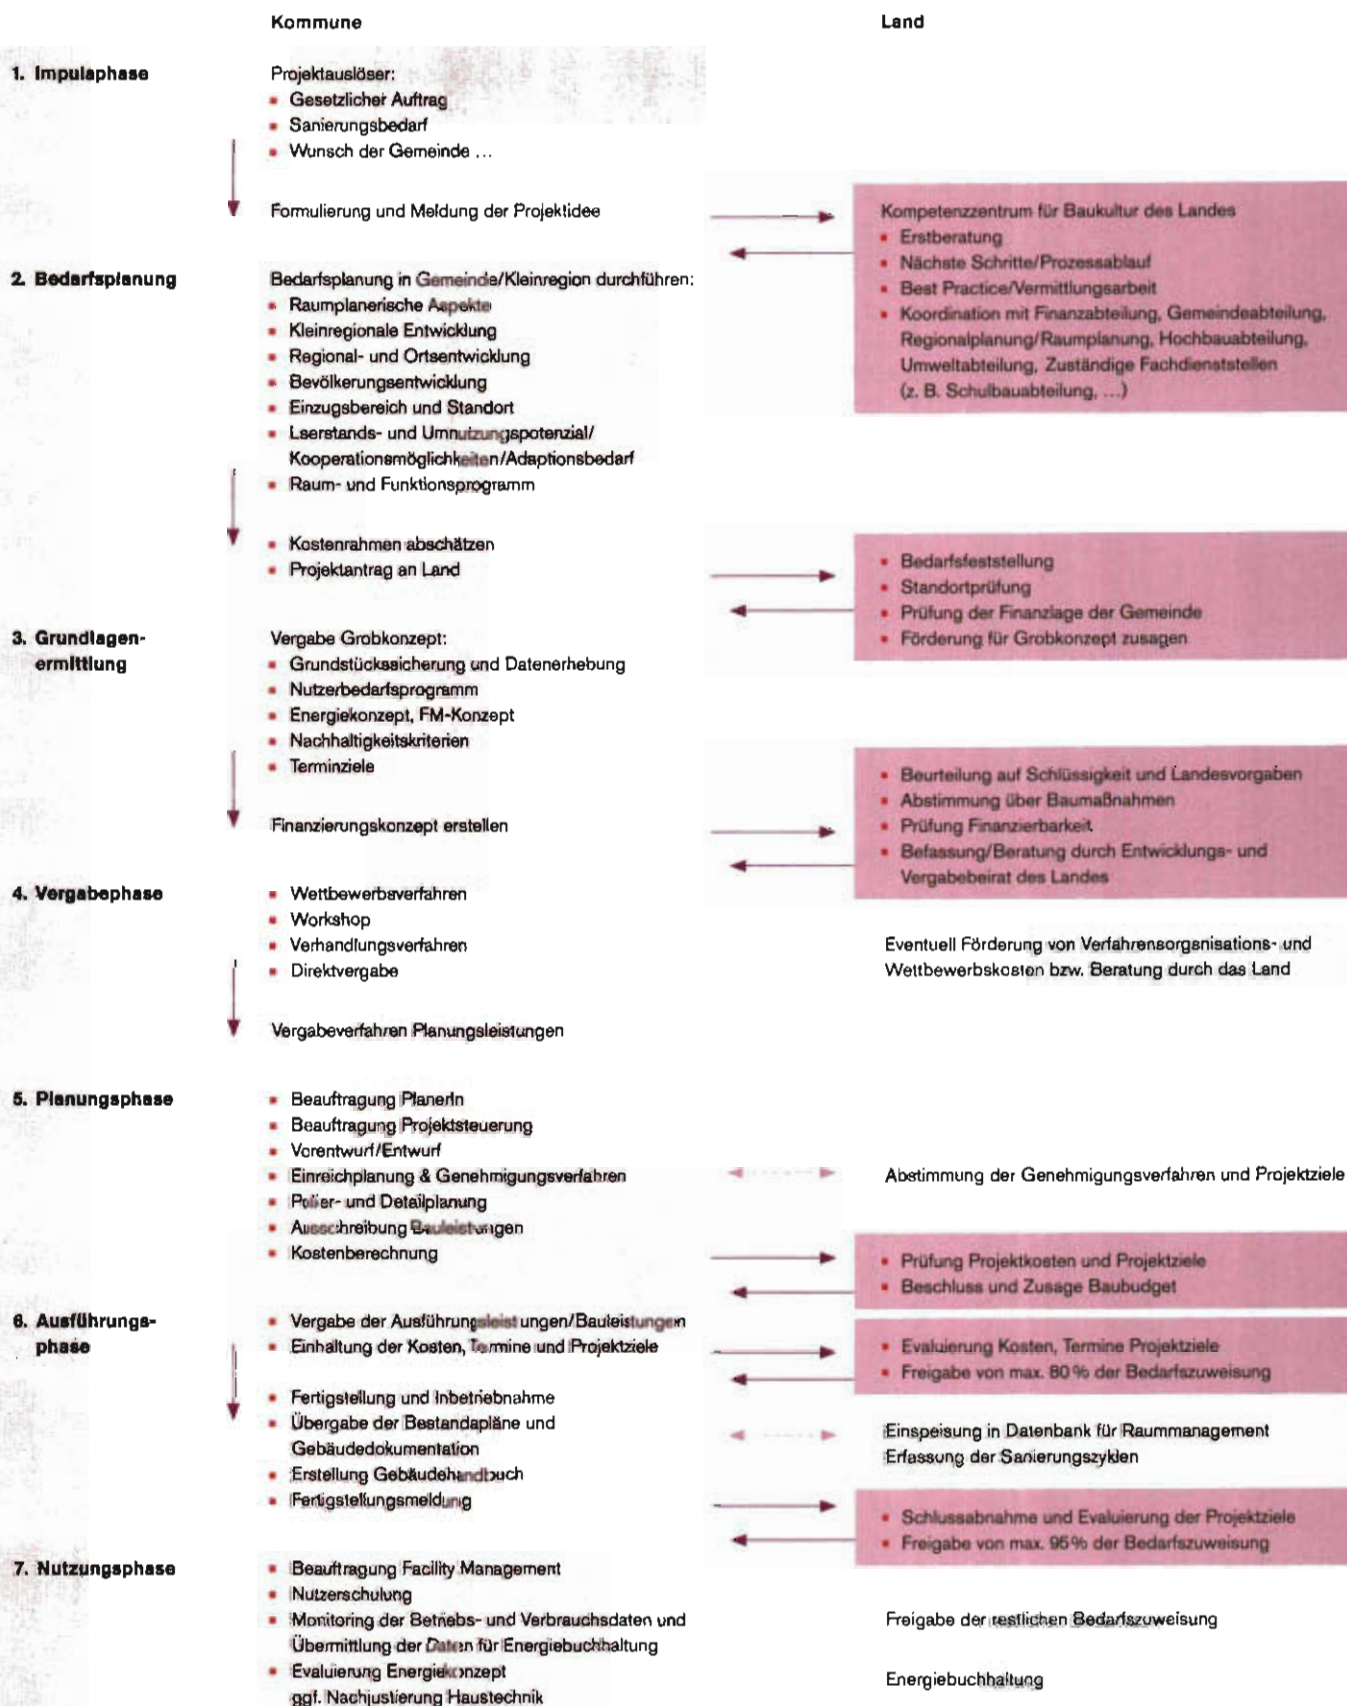 Kommune
Land
1. Impulsphase
Projektauslöser:
▪ Gesetzlicher Auftrag
▪ Sanierungsbedarf
▪ Wunsch der Gemeinde ...
Formulierung und Meldung der Projektidee
Kompetenzzentrum für Baukultur des Landes
▪ Erstberatung
▪ Nächste Schritte/Prozessablauf
▪ Best Practice/Vermittlungsarbeit
▪ Koordination mit Finanzabteilung, Gemeindeabteilung,
Regionalplanung/Raumplanung, Hochbauabteilung,
Umweltabteilung, Zuständige Fachdienststellen
(z. B. Schulbauabteilung, ...)
2. Bedarfsplanung
Bedarfsplanung in Gemeinde/Kleinregion durchführen:
▪ Raumplanerische Aspekte
▪ Kleinregionale Entwicklung
▪ Regional- und Ortsentwicklung
▪ Bevölkerungsentwicklung
▪ Einzugsbereich und Standort
▪ Leerstands- und Umnutzungspotenzial/
Kooperationsmöglichkeiten/Adaptionsbedarf
▪ Raum- und Funktionsprogramm
▪ Kostenrahmen abschätzen
▪ Projektantrag an Land
▪ Bedarfsfeststellung
▪ Standortprüfung
▪ Prüfung der Finanzlage der Gemeinde
▪ Förderung für Grobkonzept zusagen
3. Grundlagen-
ermittlung
Vergabe Grobkonzept:
▪ Grundstückssicherung und Datenerhebung
▪ Nutzerbedarfsprogramm
▪ Energiekonzept, FM-Konzept
▪ Nachhaltigkeitskriterien
▪ Terminziele
Finanzierungskonzept erstellen
▪ Beurteilung auf Schlüssigkeit und Landesvorgaben
▪ Abstimmung über Baumaßnahmen
▪ Prüfung Finanzierbarkeit
▪ Befassung/Beratung durch Entwicklungs- und
Vergabebeirat des Landes
4. Vergabephase
▪ Wettbewerbsverfahren
▪ Workshop
▪ Verhandlungsverfahren
▪ Direktvergabe
Vergabeverfahren Planungsleistungen
Eventuell Förderung von Verfahrensorganisations- und
Wettbewerbskosten bzw. Beratung durch das Land
5. Planungsphase
▪ Beauftragung PlanerIn
▪ Beauftragung Projektsteuerung
▪ Vorentwurf/Entwurf
▪ Einreichplanung & Genehmigungsverfahren
▪ Polier- und Detailplanung
▪ Ausschreibung Bauleistungen
▪ Kostenberechnung
Abstimmung der Genehmigungsverfahren und Projektziele
▪ Prüfung Projektkosten und Projektziele
▪ Beschluss und Zusage Baubudget
6. Ausführungs-
phase
▪ Vergabe der Ausführungsleistungen/Bauleistungen
▪ Einhaltung der Kosten, Termine und Projektziele
▪ Fertigstellung und Inbetriebnahme
▪ Übergabe der Bestandspläne und
Gebäudedokumentation
▪ Erstellung Gebäudehandbuch
▪ Fertigstellungsmeldung
▪ Evaluierung Kosten, Termine Projektziele
▪ Freigabe von max. 80 % der Bedarfszuweisung
Einspeisung in Datenbank für Raummanagement
Erfassung der Sanierungszyklen
▪ Schlussabnahme und Evaluierung der Projektziele
▪ Freigabe von max. 95 % der Bedarfszuweisung
7. Nutzungsphase
▪ Beauftragung Facility Management
▪ Nutzerschulung
▪ Monitoring der Betriebs- und Verbrauchsdaten und
Übermittlung der Daten für Energiebuchhaltung
▪ Evaluierung Energiekonzept
ggf. Nachjustierung Haustechnik
Freigabe der restlichen Bedarfszuweisung
Energiebuchhaltung